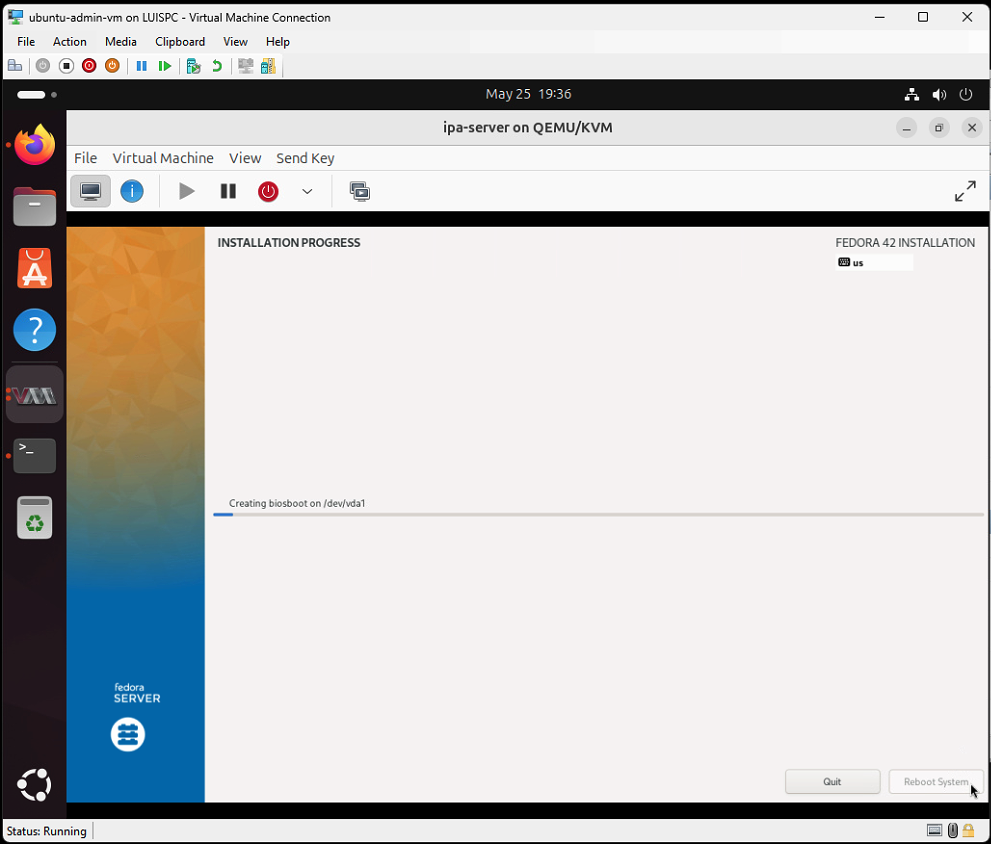 ubuntu-admin-vm on LUISPC - Virtual Machine Connection
File Action Media Clipboard View Help
May 25 19:36
ipa-server on QEMU/KVM
File Virtual Machine View Send Key
INSTALLATION PROGRESS
FEDORA 42 INSTALLATION
us
Creating biosboot on /dev/vda1
fedora
SERVER
Quit
Reboot System
Status: Running